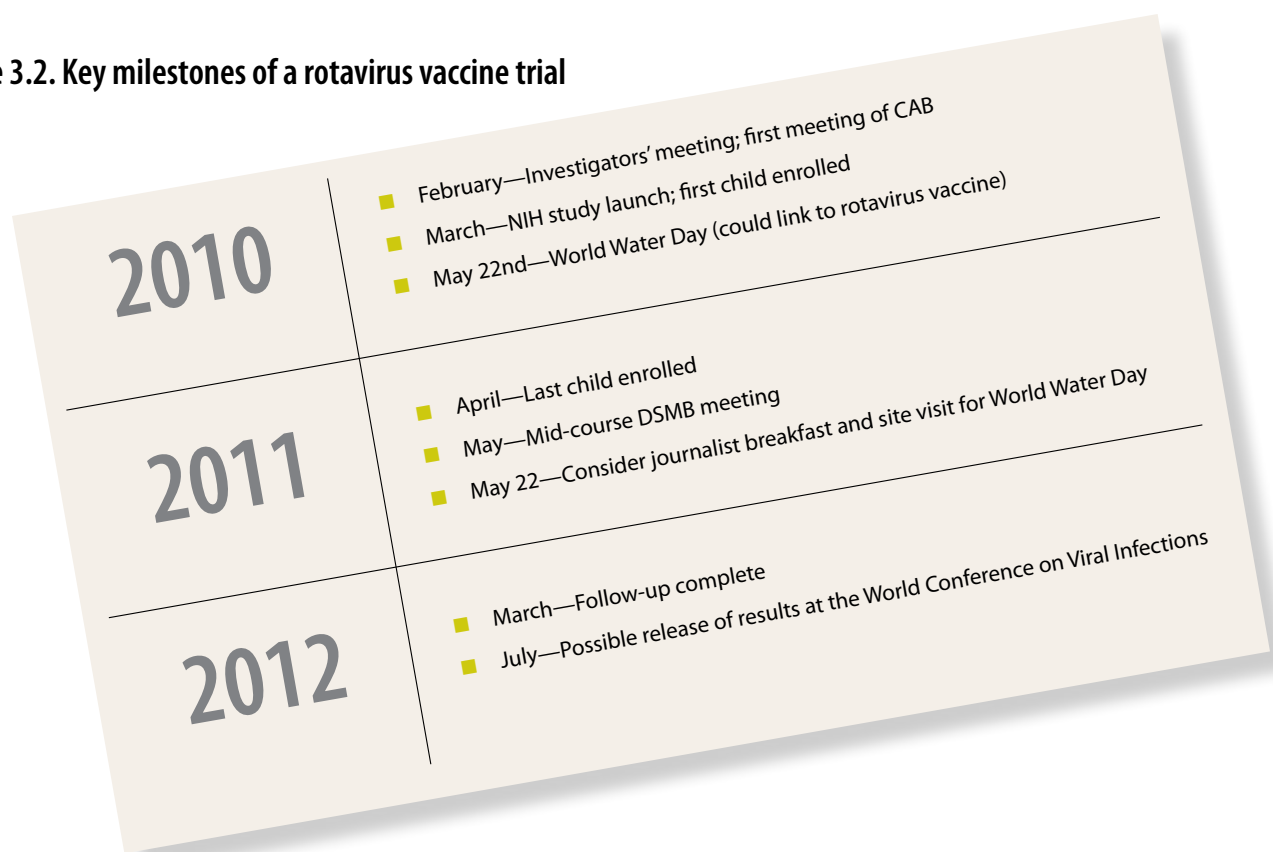 3.2. Key milestones of a rotavirus vaccine trial
2010
February—Investigators' meeting; first meeting of CAB
March—NIH study launch; first child enrolled
May 22nd—World Water Day (could link to rotavirus vaccine)
2011
April—Last child enrolled
May—Mid-course DSMB meeting
May 22—Consider journalist breakfast and site visit for World Water Day
2012
March—Follow-up complete
July—Possible release of results at the World Conference on Viral Infections